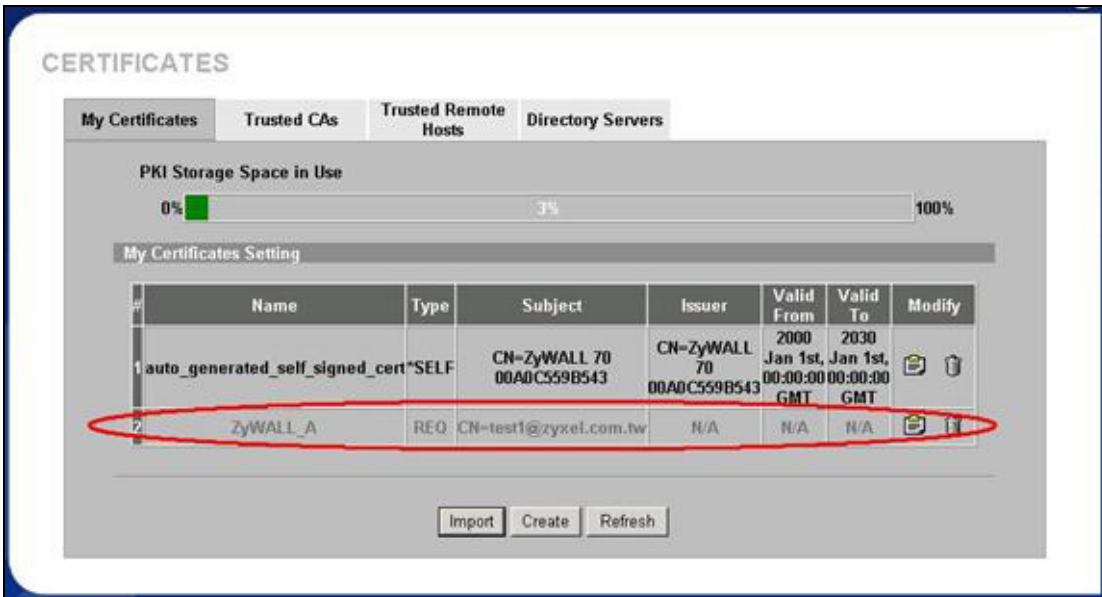 CERTIFICATES
My Certificates
Trusted CAs
Trusted Remote
Hosts
Directory Servers
PKI Storage Space in Use
0%
3%
100%
My Certificates Setting
# Name Type Subject Issuer Valid From Valid To Modify
1 auto_generated_self_signed_cert *SELF CN=ZyWALL 70 00A0C559B543 CN=ZyWALL 70 00A0C559B543 2000 Jan 1st, 00:00:00 GMT 2030 Jan 1st, 00:00:00 GMT
2 ZyWALL_A REQ CN=test1@zyxel.com.tw N/A N/A N/A
Import Create Refresh